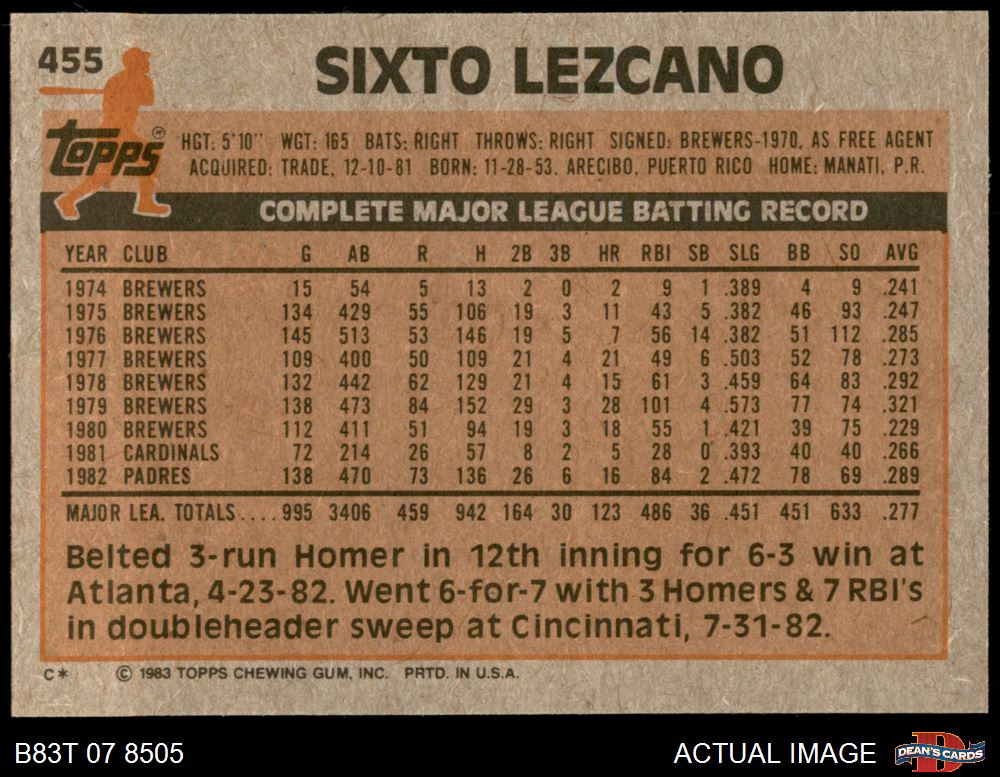 455 SIXTO LEZCANO
Topps® HGT: 5'10" WGT: 165 BATS: RIGHT THROWS: RIGHT SIGNED: BREWERS-1970, AS FREE AGENT
ACQUIRED: TRADE, 12-10-81 BORN: 11-28-53, ARECIBO, PUERTO RICO HOME: MANATI, P.R.
COMPLETE MAJOR LEAGUE BATTING RECORD
YEAR CLUB G AB R H 2B 3B HR RBI SB SLG BB SO AVG
1974 BREWERS 15 54 5 13 2 0 2 9 1 .389 4 9 .241
1975 BREWERS 134 429 55 106 19 3 11 43 5 .382 46 93 .247
1976 BREWERS 145 513 53 146 19 5 7 56 14 .382 51 112 .285
1977 BREWERS 109 400 50 109 21 4 21 49 6 .503 52 78 .273
1978 BREWERS 132 442 62 129 21 4 15 61 3 .459 64 83 .292
1979 BREWERS 138 473 84 152 29 3 28 101 4 .573 77 74 .321
1980 BREWERS 112 411 51 94 19 3 18 55 1 .421 39 75 .229
1981 CARDINALS 72 214 26 57 8 2 5 28 0 .393 40 40 .266
1982 PADRES 138 470 73 136 26 6 16 84 2 .472 78 69 .289
MAJOR LEA. TOTALS.... 995 3406 459 942 164 30 123 486 36 .451 451 633 .277
Belted 3-run Homer in 12th inning for 6-3 win at
Atlanta, 4-23-82. Went 6-for-7 with 3 Homers & 7 RBI's
in doubleheader sweep at Cincinnati, 7-31-82.
C* © 1983 TOPPS CHEWING GUM, INC. PRTD. IN U.S.A.
B83T 07 8505 ACTUAL IMAGE D DEAN'S CARDS